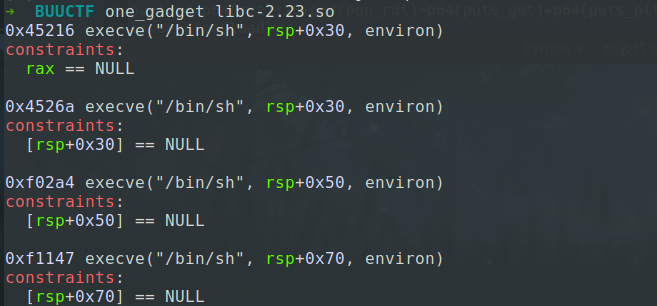 → BUUCTF one_gadget libc-2.23.so
0x45216 execve("/bin/sh", rsp+0x30, environ)
constraints:
  rax == NULL

0x4526a execve("/bin/sh", rsp+0x30, environ)
constraints:
  [rsp+0x30] == NULL

0xf02a4 execve("/bin/sh", rsp+0x50, environ)
constraints:
  [rsp+0x50] == NULL

0xf1147 execve("/bin/sh", rsp+0x70, environ)
constraints:
  [rsp+0x70] == NULL